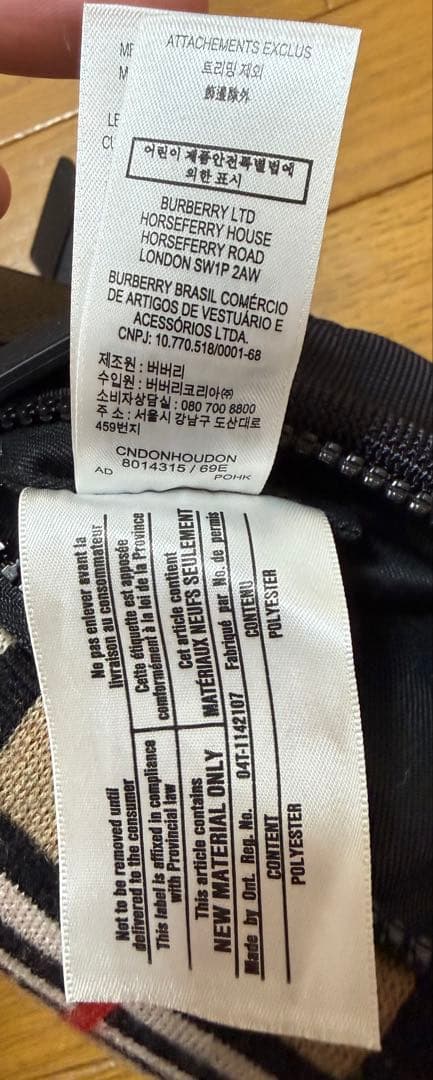 ME
M
LE
CU
ATTACHEMENTS EXCLUS
트리밍 제외
飾邊除外
어린이 제품안전특별법에
의한 표시
BURBERRY LTD
HORSEFERRY HOUSE
HORSEFERRY ROAD
LONDON SW1P 2AW
BURBERRY BRASIL COMÉRCIO
DE ARTIGOS DE VESTUÁRIO E
ACESSÓRIOS LTDA.
CNPJ: 10.770.518/0001-68
제조원 : 버버리
수입원 : 버버리코리아㈜
소비자상담실 : 080 700 8800
주 소 : 서울시 강남구 도산대로
459번지
CNDONHOUDON
AD 8014315 / 69E POHK
Not to be removed until
delivered to the consumer
This label is affixed in compliance
with Provincial law
This article contains
NEW MATERIAL ONLY
Made by Ont. Reg. No. 04T-1142107 Fabriqué par No. de permis
CONTENT
POLYESTER
Ne pas enlever avant la
livraison au consommateur
Cette étiquette est apposée
conformément à la loi de la Province
Cet article contient
MATÉRIAUX NEUFS SEULEMENT
CONTENU
POLYESTER